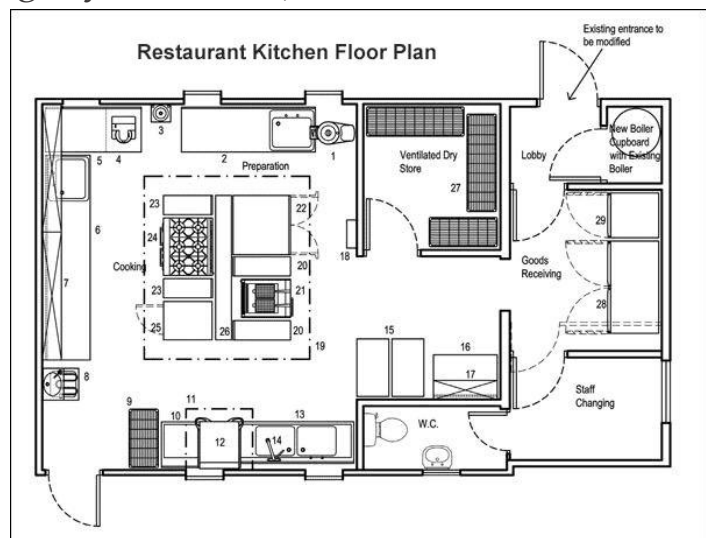 Restaurant Kitchen Floor Plan
Existing entrance to
be modified
3
5
4
2
1
Preparation
Ventilated Dry
Store
Lobby
New Boiler
Cupboard
with Existing
Boiler
27
23
22
6
24
18
29
Cooking
20
Goods
Receiving
7
23
21
28
25
26
20
19
15
16
17
8
Staff
Changing
9
11
10
13
12
14
W.C.